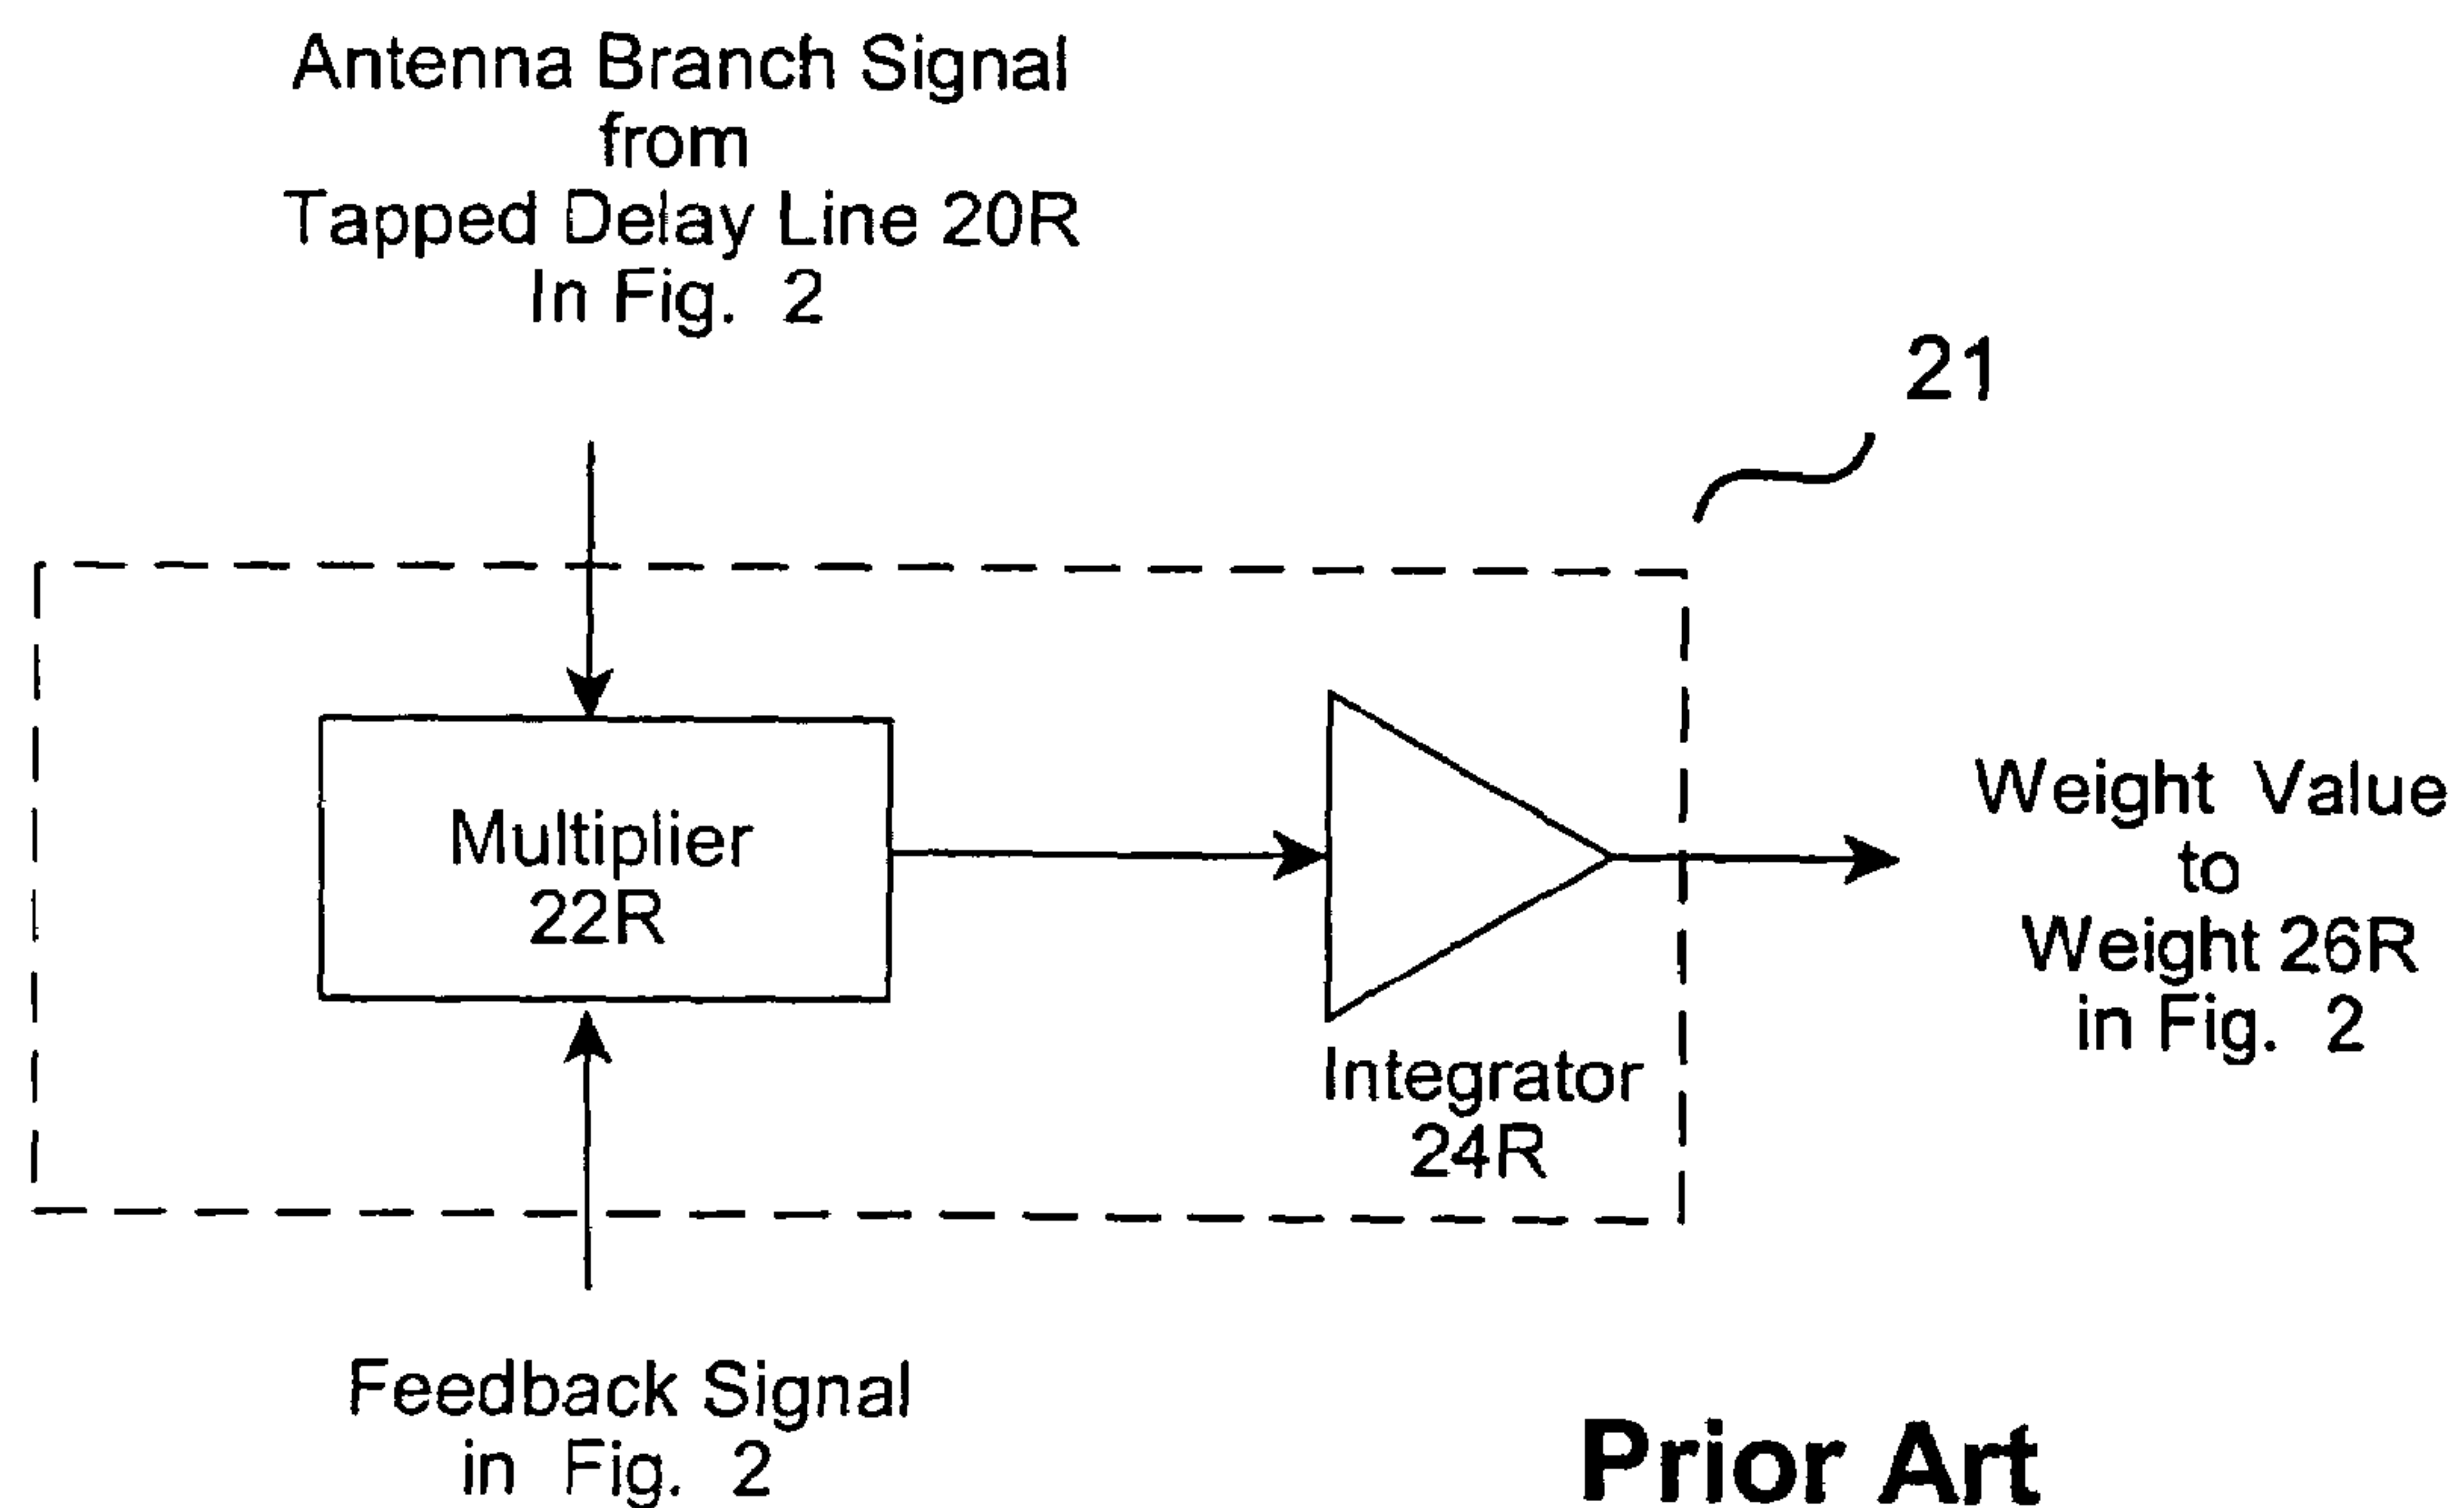 Antenna Branch Signal
from
Tapped Delay Line 20R
In Fig. 2
21
Multiplier
22R
Integrator
24R
Weight Value
to
Weight 26R
in Fig. 2
Feedback Signal
in Fig. 2
Prior Art